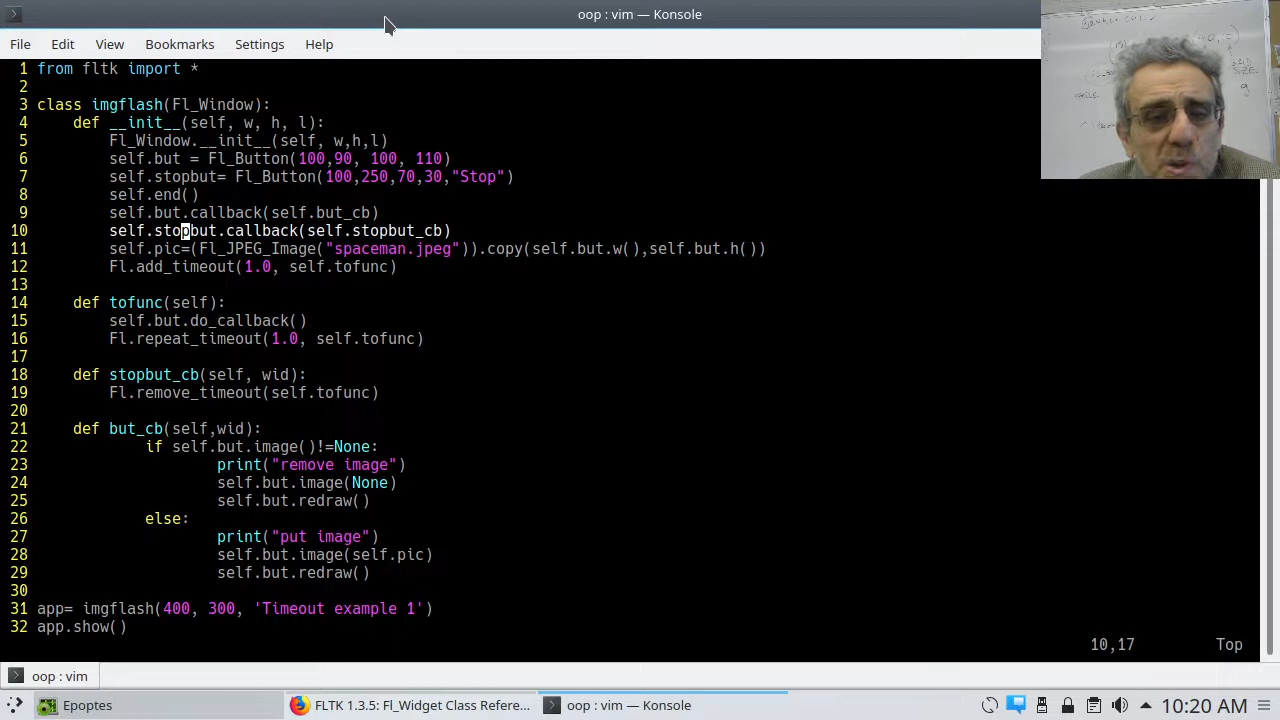 oop : vim — Konsole
File Edit View Bookmarks Settings Help
1 from fltk import *
2
3 class imgflash(Fl_Window):
4     def __init__(self, w, h, l):
5         Fl_Window.__init__(self, w,h,l)
6         self.but = Fl_Button(100,90, 100, 110)
7         self.stopbut= Fl_Button(100,250,70,30,"Stop")
8         self.end()
9         self.but.callback(self.but_cb)
10         self.stopbut.callback(self.stopbut_cb)
11         self.pic=(Fl_JPEG_Image("spaceman.jpeg")).copy(self.but.w(),self.but.h())
12         Fl.add_timeout(1.0, self.tofunc)
13
14     def tofunc(self):
15         self.but.do_callback()
16         Fl.repeat_timeout(1.0, self.tofunc)
17
18     def stopbut_cb(self, wid):
19         Fl.remove_timeout(self.tofunc)
20
21     def but_cb(self,wid):
22             if self.but.image()!=None:
23                     print("remove image")
24                     self.but.image(None)
25                     self.but.redraw()
26             else:
27                     print("put image")
28                     self.but.image(self.pic)
29                     self.but.redraw()
30
31 app= imgflash(400, 300, 'Timeout example 1')
32 app.show()
10,17 Top
oop : vim
Epoptes FLTK 1.3.5: Fl_Widget Class Refere... oop : vim — Konsole 10:20 AM